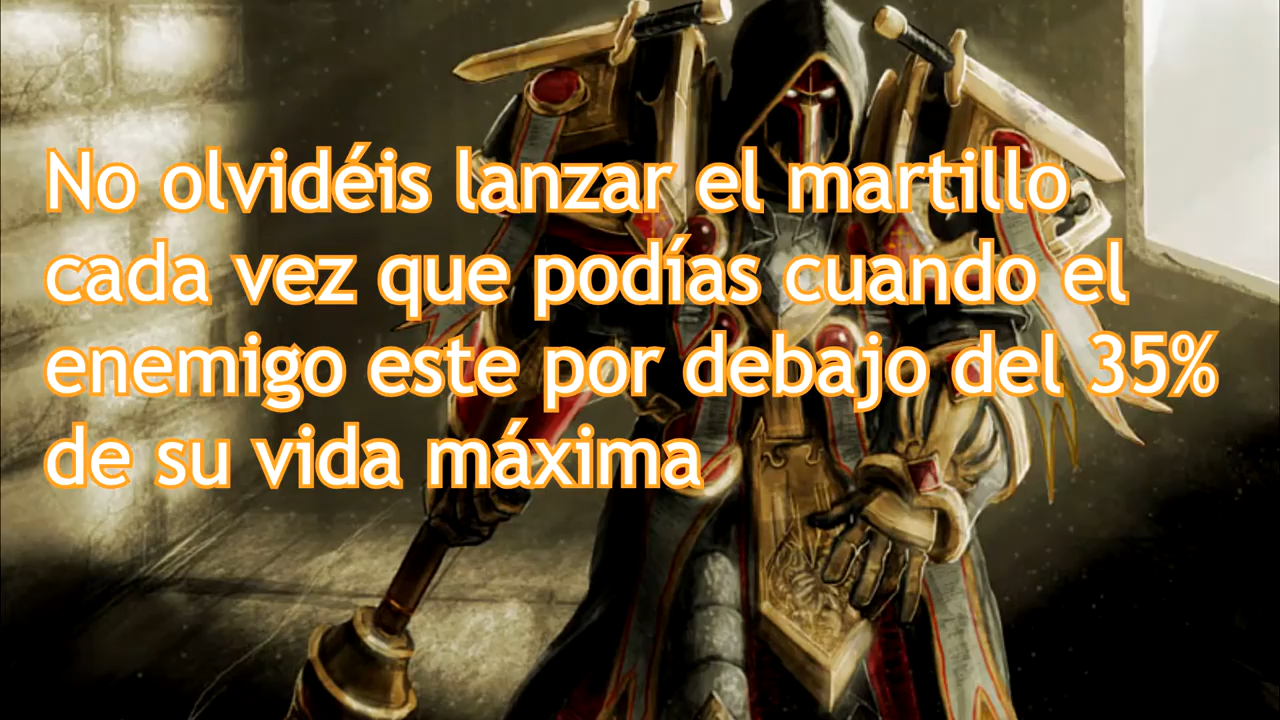 No olvidéis lanzar el martillo
cada vez que podías cuando el
enemigo este por debajo del 35%
de su vida máxima